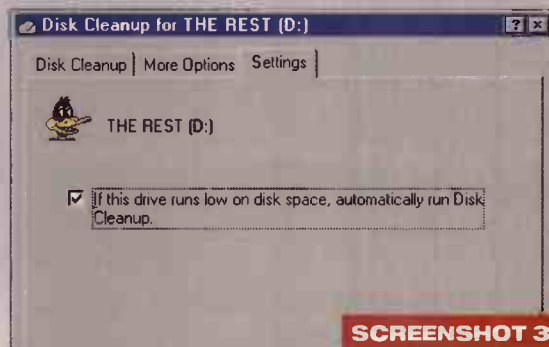 Disk Cleanup for THE REST (D:)
Disk Cleanup
More Options
Settings
THE REST (D:)
If this drive runs low on disk space, automatically run Disk
Cleanup.
SCREENSHOT 3